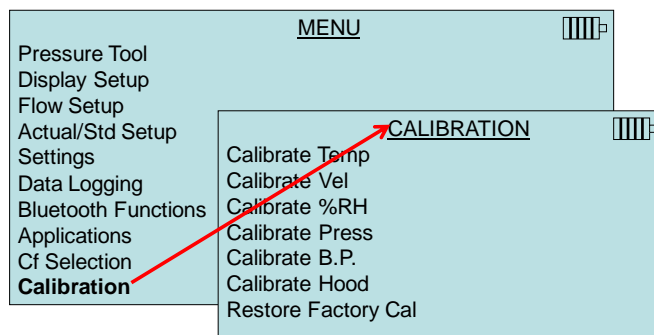 MENU
Pressure Tool
Display Setup
Flow Setup
Actual/Std Setup
Settings
Data Logging
Bluetooth Functions
Applications
Cf Selection
Calibration
CALIBRATION
Calibrate Temp
Calibrate Vel
Calibrate %RH
Calibrate Press
Calibrate B.P.
Calibrate Hood
Restore Factory Cal